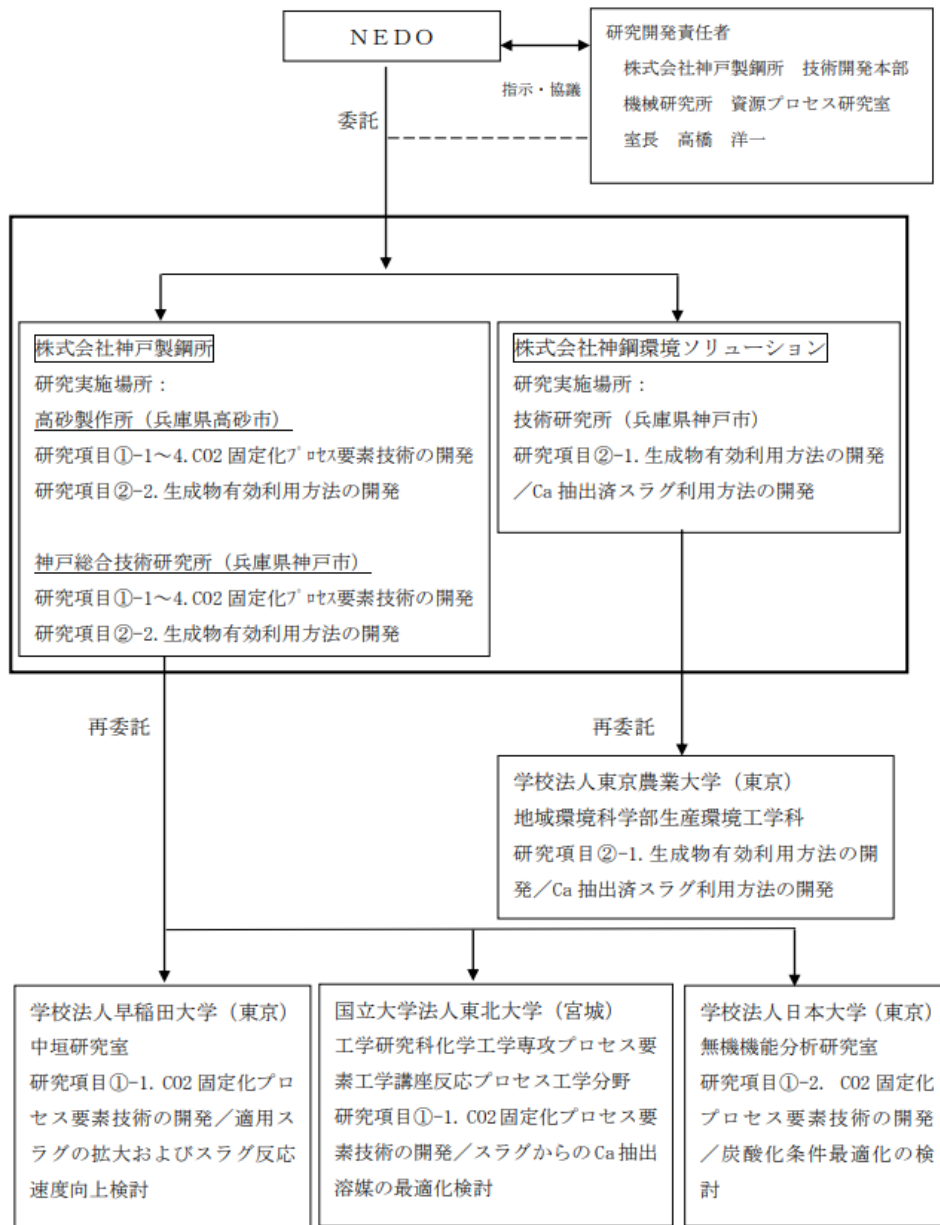 NEDO
研究開発責任者
株式会社神戸製鋼所　技術開発本部
機械研究所　資源プロセス研究室
室長　高橋　洋一
指示・協議
委託
株式会社神戸製鋼所
研究実施場所：
高砂製作所（兵庫県高砂市）
研究項目①-1～4.CO2 固定化ﾌﾟﾛｾｽ要素技術の開発
研究項目②-2.生成物有効利用方法の開発
神戸総合技術研究所（兵庫県神戸市）
研究項目①-1～4.CO2 固定化ﾌﾟﾛｾｽ要素技術の開発
研究項目②-2.生成物有効利用方法の開発
株式会社神鋼環境ソリューション
研究実施場所：
技術研究所（兵庫県神戸市）
研究項目②-1.生成物有効利用方法の開発
／Ca 抽出済スラグ利用方法の開発
再委託
再委託
学校法人東京農業大学（東京）
地域環境科学部生産環境工学科
研究項目②-1.生成物有効利用方法の開
発／Ca 抽出済スラグ利用方法の開発
学校法人早稲田大学（東京）
中垣研究室
研究項目①-1. CO2 固定化プロ
セス要素技術の開発／適用ス
ラグの拡大およびスラグ反応
速度向上検討
国立大学法人東北大学（宮城）
工学研究科化学工学専攻プロセス要
素工学講座反応プロセス工学分野
研究項目①-1. CO2 固定化プロセス要
素技術の開発／スラグからの Ca 抽出
溶媒の最適化検討
学校法人日本大学（東京）
無機機能分析研究室
研究項目①-2. CO2 固定化
プロセス要素技術の開発
／炭酸化条件最適化の検
討